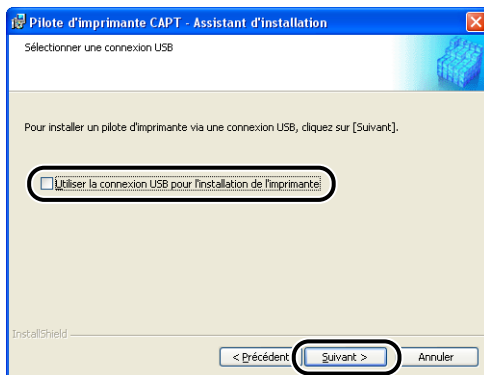 Pilote d'imprimante CAPT - Assistant d'installation
Sélectionner une connexion USB
Pour installer un pilote d'imprimante via une connexion USB, cliquez sur [Suivant].
Utiliser la connexion USB pour l'installation de l'imprimante
InstallShield
< Précédent Suivant > Annuler